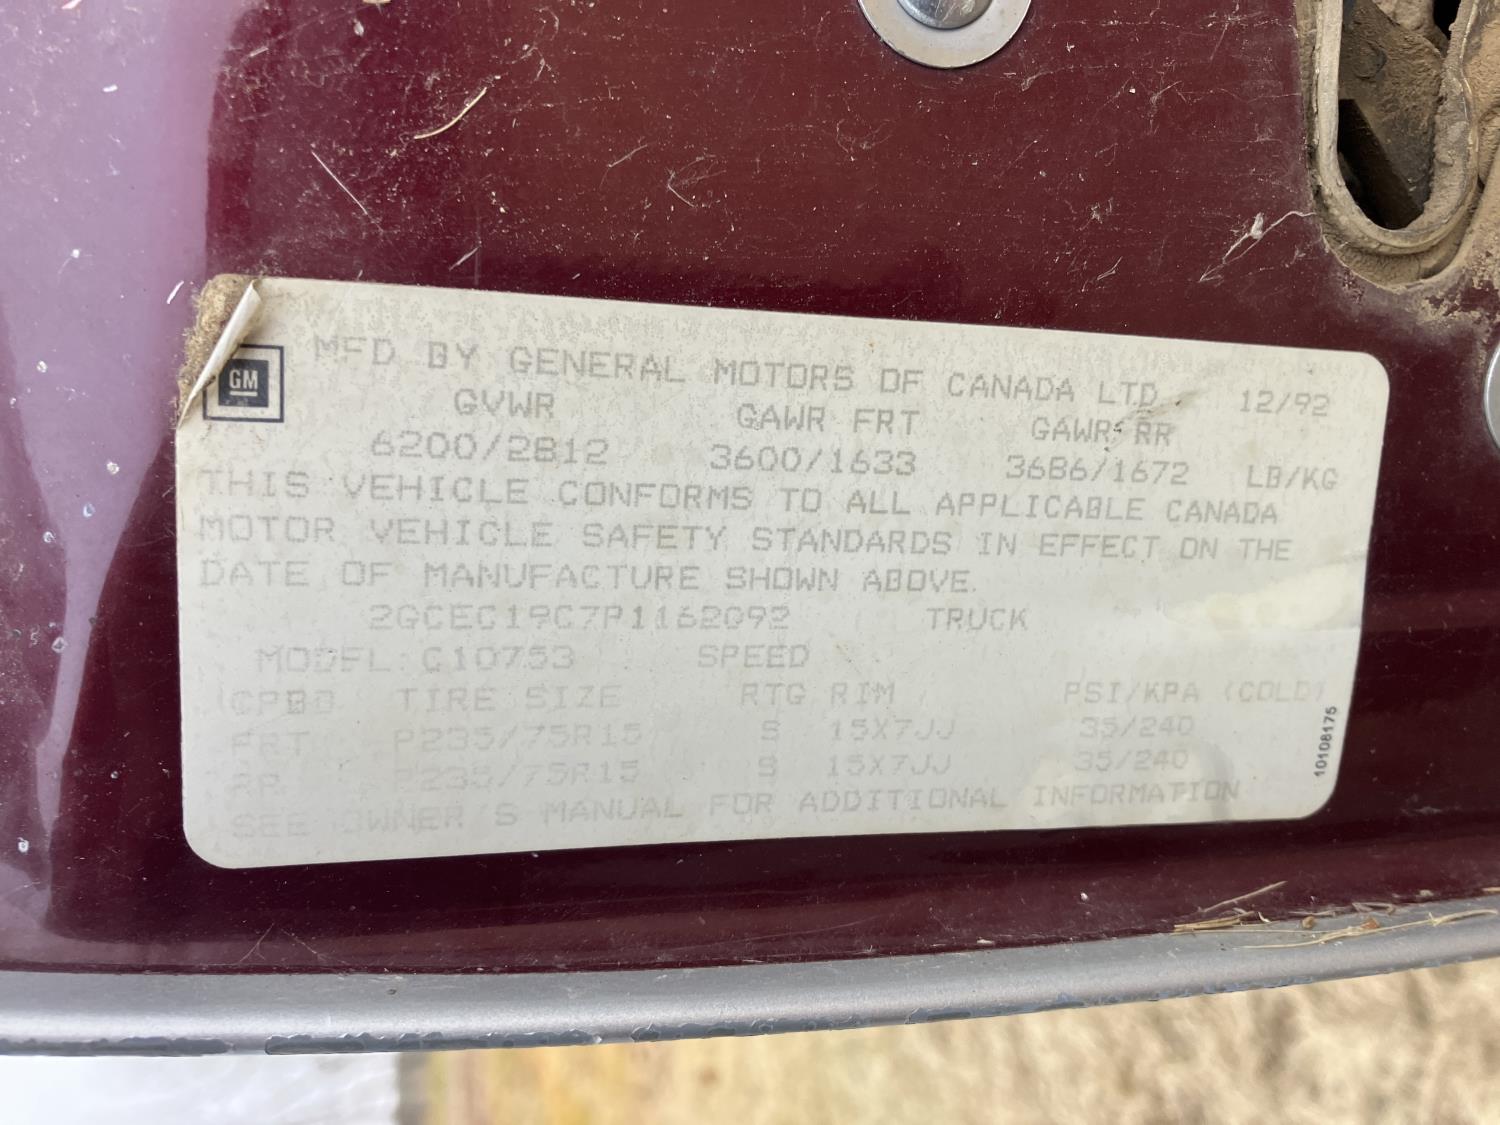 GM
MFD BY GENERAL MOTORS OF CANADA LTD 12/92
GVWR GAWR FRT GAWR RR
6200/2812 3600/1633 3686/1672 LB/KG
THIS VEHICLE CONFORMS TO ALL APPLICABLE CANADA
MOTOR VEHICLE SAFETY STANDARDS IN EFFECT ON THE
DATE OF MANUFACTURE SHOWN ABOVE.
2GCEC19C7P1162092 TRUCK
MODEL: C10753 SPEED
TIRE SIZE RTG RIM PSI/KPA (COLD)
FRT P235/75R15 S 15X7JJ 35/240
RR P235/75R15 S 15X7JJ 35/240
SEE OWNER'S MANUAL FOR ADDITIONAL INFORMATION
10108175